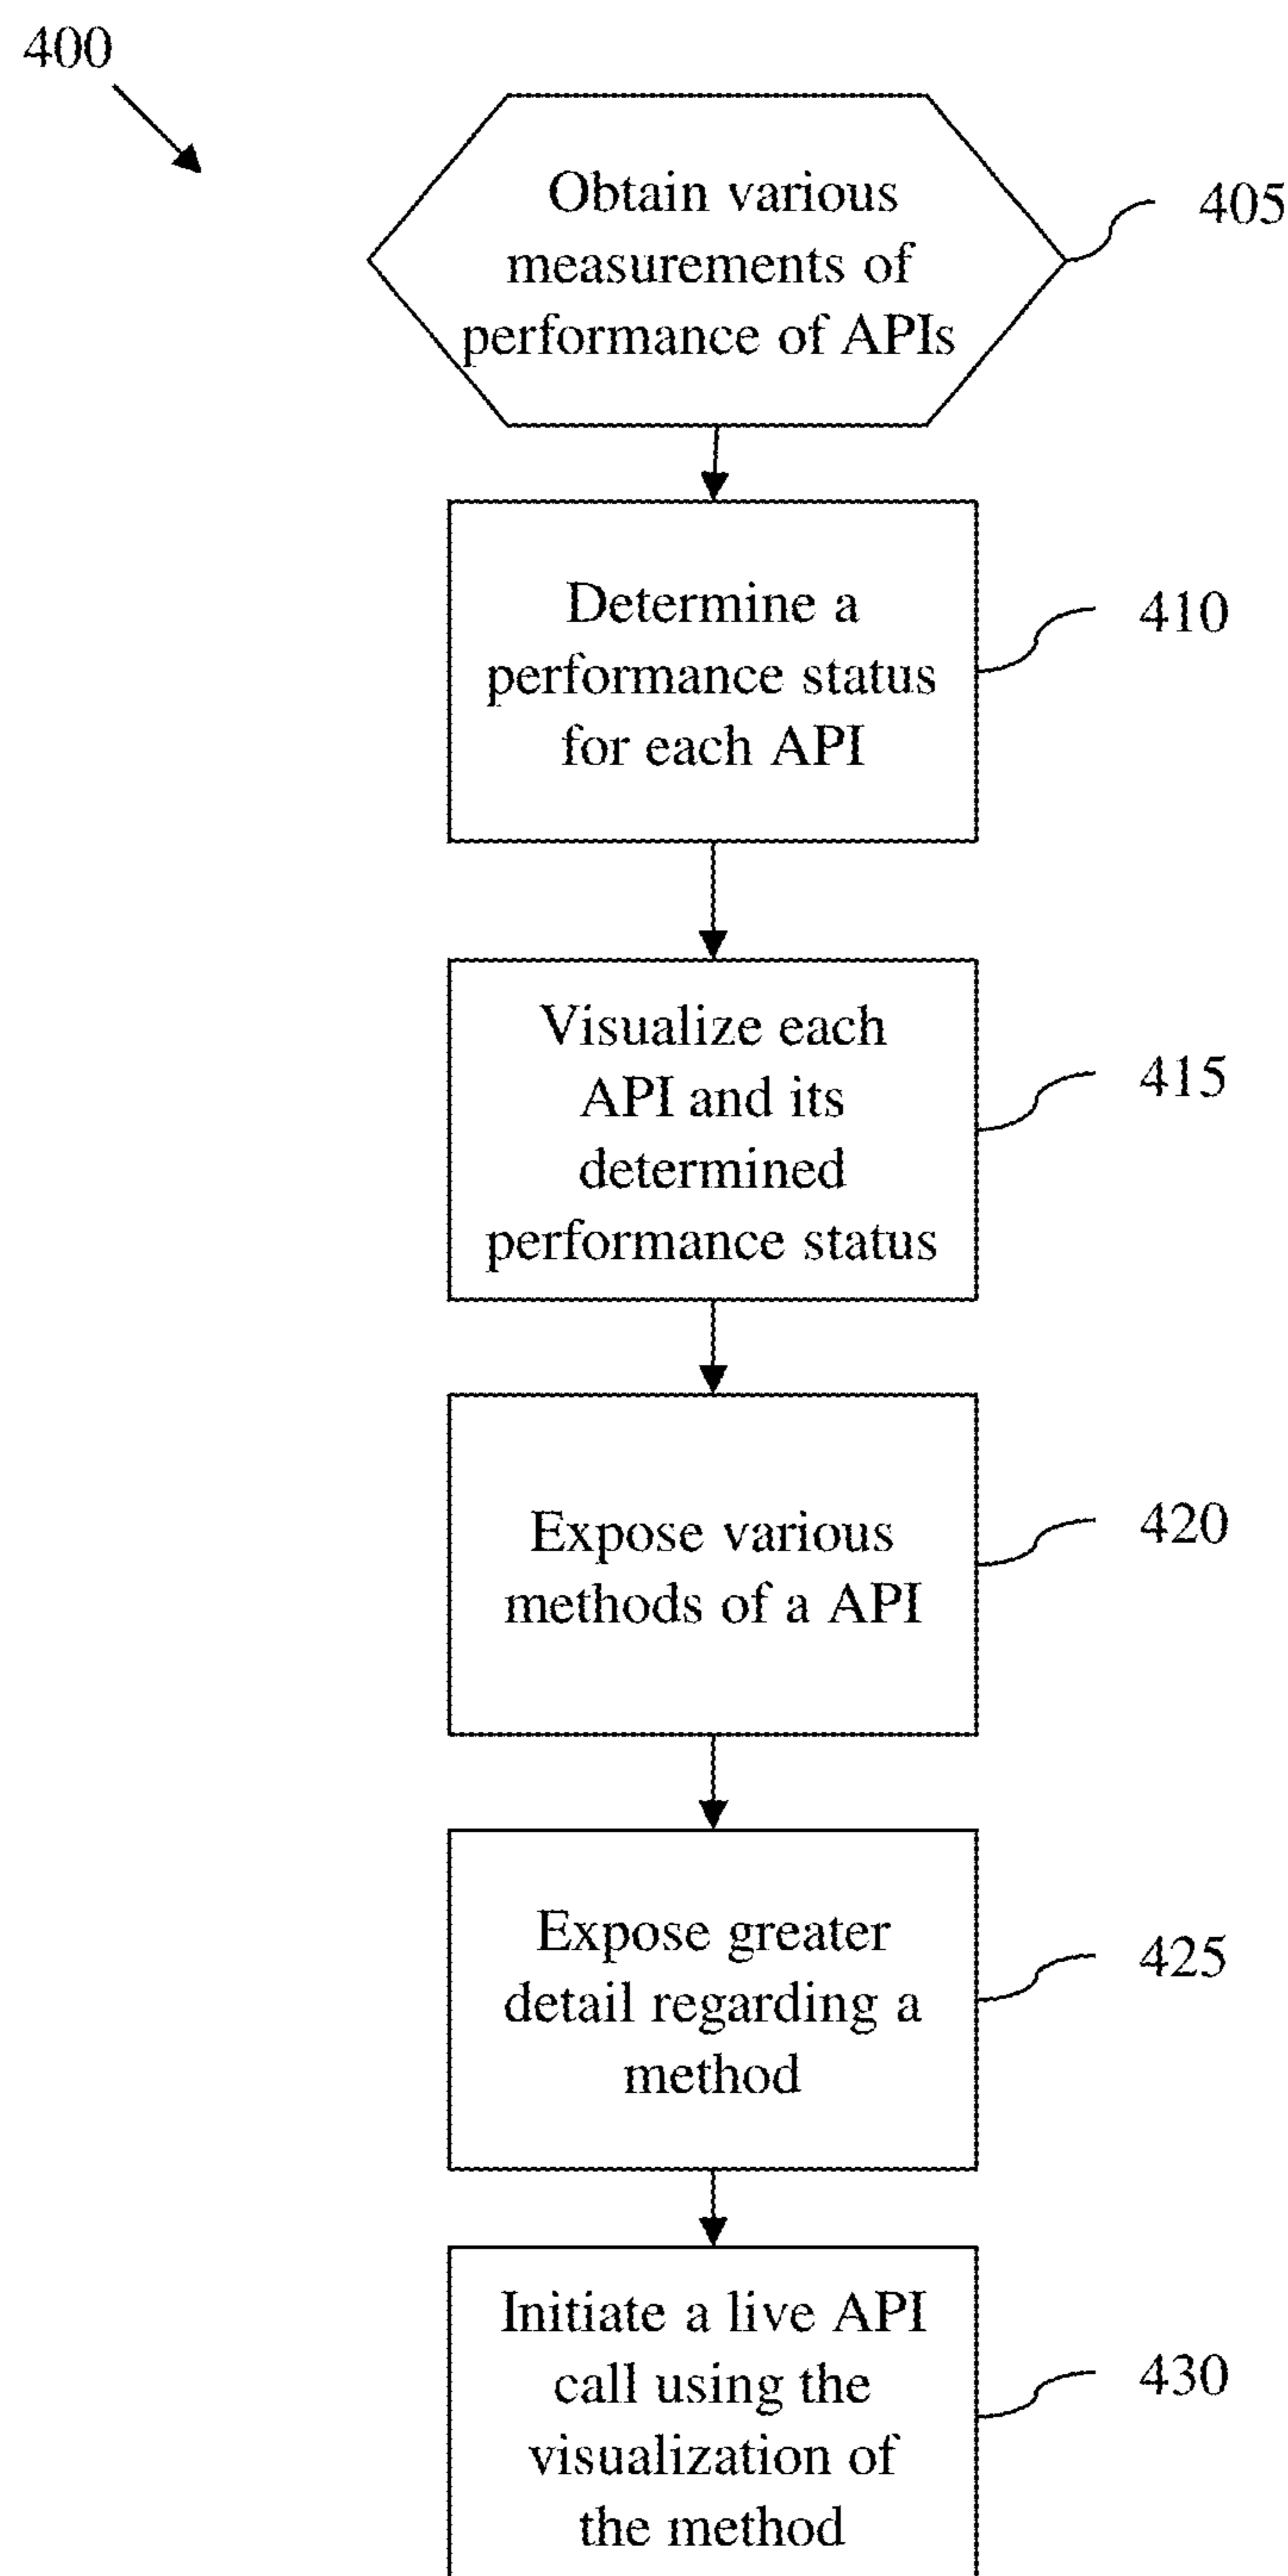 400
Obtain various
measurements of
performance of APIs
405
Determine a
performance status
for each API
410
Visualize each
API and its
determined
performance status
415
Expose various
methods of a API
420
Expose greater
detail regarding a
method
425
Initiate a live API
call using the
visualization of
the method
430